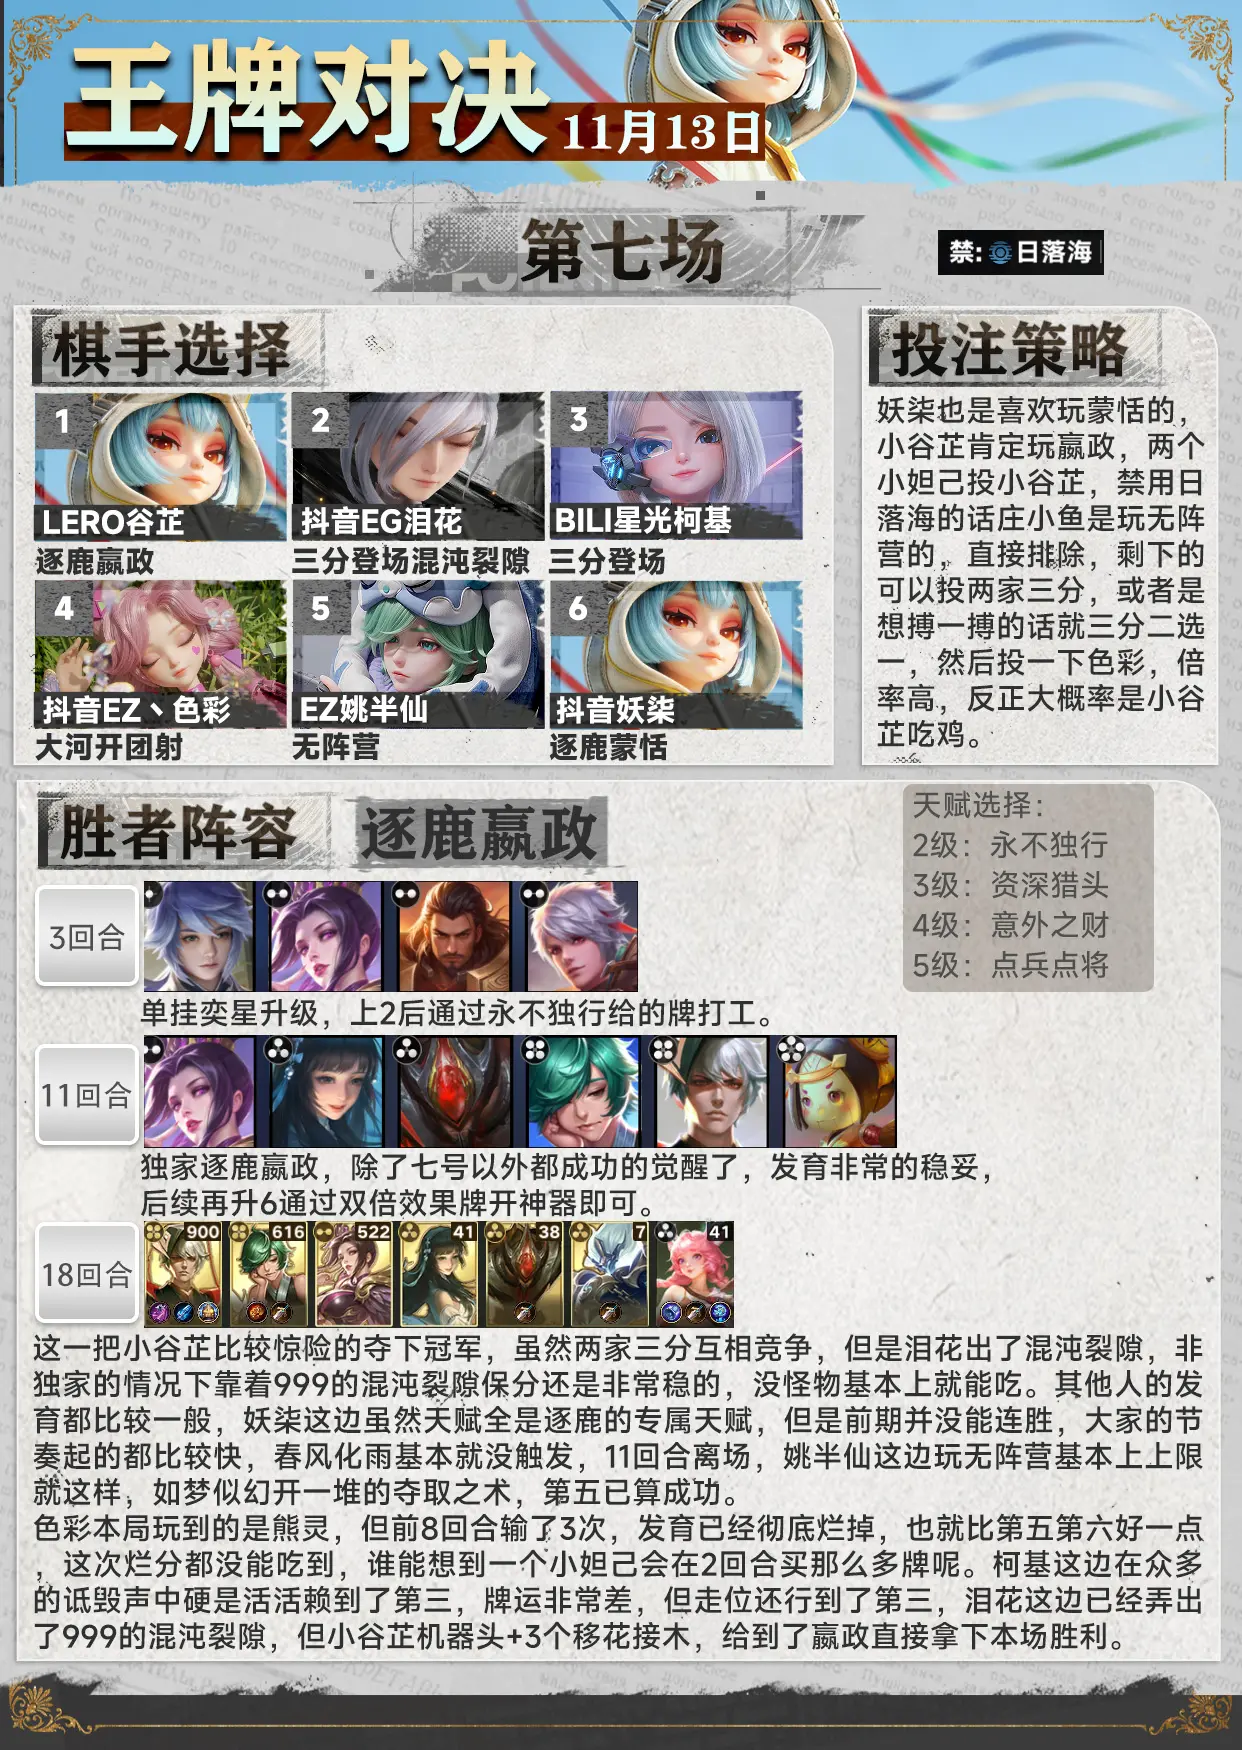 王牌对决
11月13日
第七场
禁:日落海
棋手选择
1
LERO谷芷
逐鹿嬴政
2
抖音EG泪花
三分登场混沌裂隙
3
BILI星光柯基
三分登场
4
抖音EZ丶色彩
大河开团射
5
EZ姚半仙
无阵营
6
抖音妖柒
逐鹿蒙恬
投注策略
妖柒也是喜欢玩蒙恬的，
小谷芷肯定玩嬴政，两个
小妲己投小谷芷，禁用日
落海的话庄小鱼是玩无阵
营的，直接排除，剩下的
可以投两家三分，或者是
想搏一搏的话就三分二选
一，然后投一下色彩，倍
率高，反正大概率是小谷
芷吃鸡。
胜者阵容
逐鹿嬴政
天赋选择：
2级：永不独行
3级：资深猎头
4级：意外之财
5级：点兵点将
3回合
单挂奕星升级，上2后通过永不独行给的牌打工。
11回合
独家逐鹿嬴政，除了七号以外都成功的觉醒了，发育非常的稳妥，
后续再升6通过双倍效果牌开神器即可。
18回合
900 616 522 41 38 7 41
这一把小谷芷比较惊险的夺下冠军，虽然两家三分互相竞争，但是泪花出了混沌裂隙，非
独家的情况下靠着999的混沌裂隙保分还是非常稳的，没怪物基本上就能吃。其他人的发
育都比较一般，妖柒这边虽然天赋全是逐鹿的专属天赋，但是前期并没能连胜，大家的节
奏起的都比较快，春风化雨基本就没触发，11回合离场，姚半仙这边玩无阵营基本上上限
就这样，如梦似幻开一堆的夺取之术，第五已算成功。
色彩本局玩到的是熊灵，但前8回合输了3次，发育已经彻底烂掉，也就比第五第六好一点
，这次烂分都没能吃到，谁能想到一个小妲己会在2回合买那么多牌呢。柯基这边在众多
的诋毁声中硬是活活赖到了第三，牌运非常差，但走位还行到了第三，泪花这边已经弄出
了999的混沌裂隙，但小谷芷机器头+3个移花接木，给到了嬴政直接拿下本场胜利。